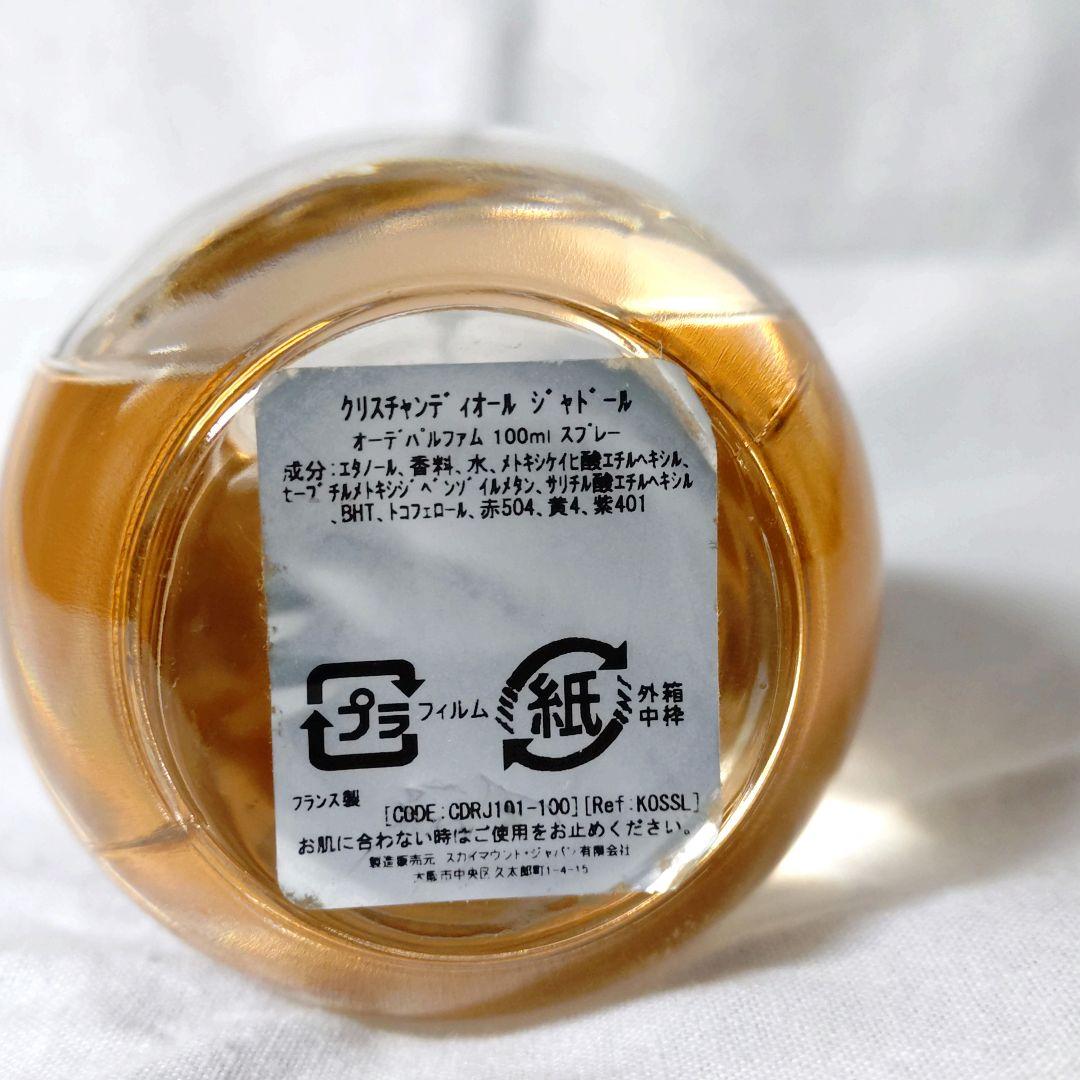 クリスチャンディオール ジャドール
オーデパルファム 100ml スプレー
成分:エタノール、香料、水、メトキシケイヒ酸エチルヘキシル、
t-ブチルメトキシジベンゾイルメタン、サリチル酸エチルヘキシル
、BHT、トコフェロール、赤504、黄4、紫401
プラ フィルム 紙 外箱
中枠
フランス製
[CODE:CDRJ101-100][Ref:KOSSL]
お肌に合わない時はご使用をお止めください。
製造販売元 スカイマウント・ジャパン有限会社
大阪市中央区久太郎町1-4-15